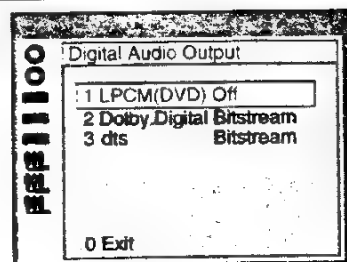 Digital Audio Output
1 LPCM(DVD) Off
2 Dolby Digital Bitstream
3 dts Bitstream
0 Exit